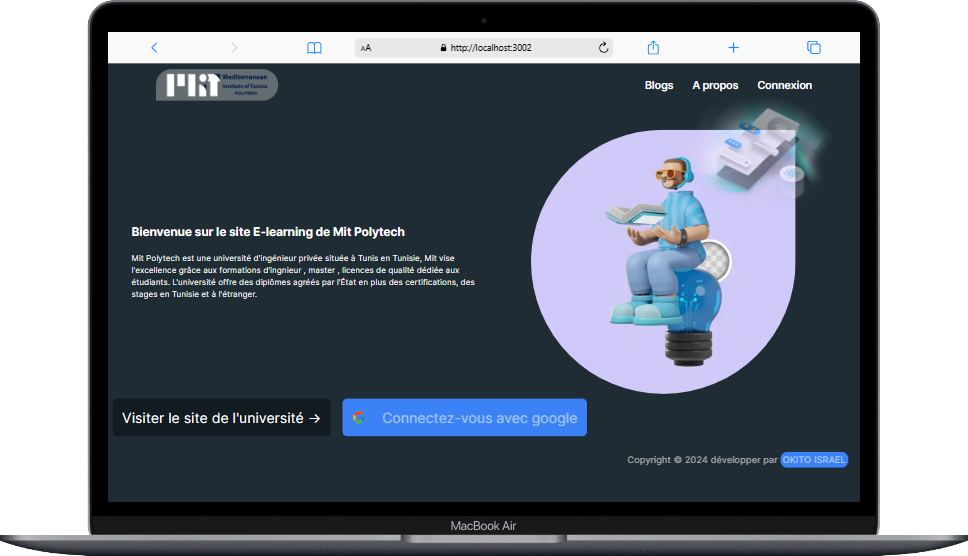 AA http://localhost:3002
MIT Mediterranean
Institute of Tunisia
POLYTECH
Blogs A propos Connexion
Bienvenue sur le site E-learning de Mit Polytech
Mit Polytech est une université d'ingénieur privée située à Tunis en Tunisie, Mit vise
l'excellence grâce aux formations d'ingnieur , master , licences de qualité dédiée aux
étudiants. L'université offre des diplômes agréés par l'État en plus des certifications, des
stages en Tunisie et à l'étranger.
Visiter le site de l'université → Connectez-vous avec google
Copyright © 2024 développer par OKITO ISRAEL
MacBook Air